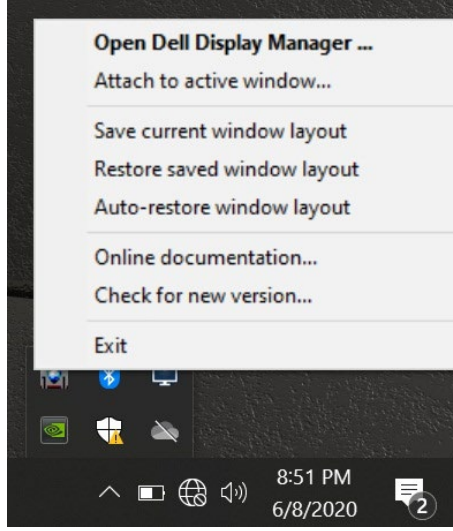 Open Dell Display Manager ...
Attach to active window...
Save current window layout
Restore saved window layout
Auto-restore window layout
Online documentation...
Check for new version...
Exit
8:51 PM
6/8/2020
2